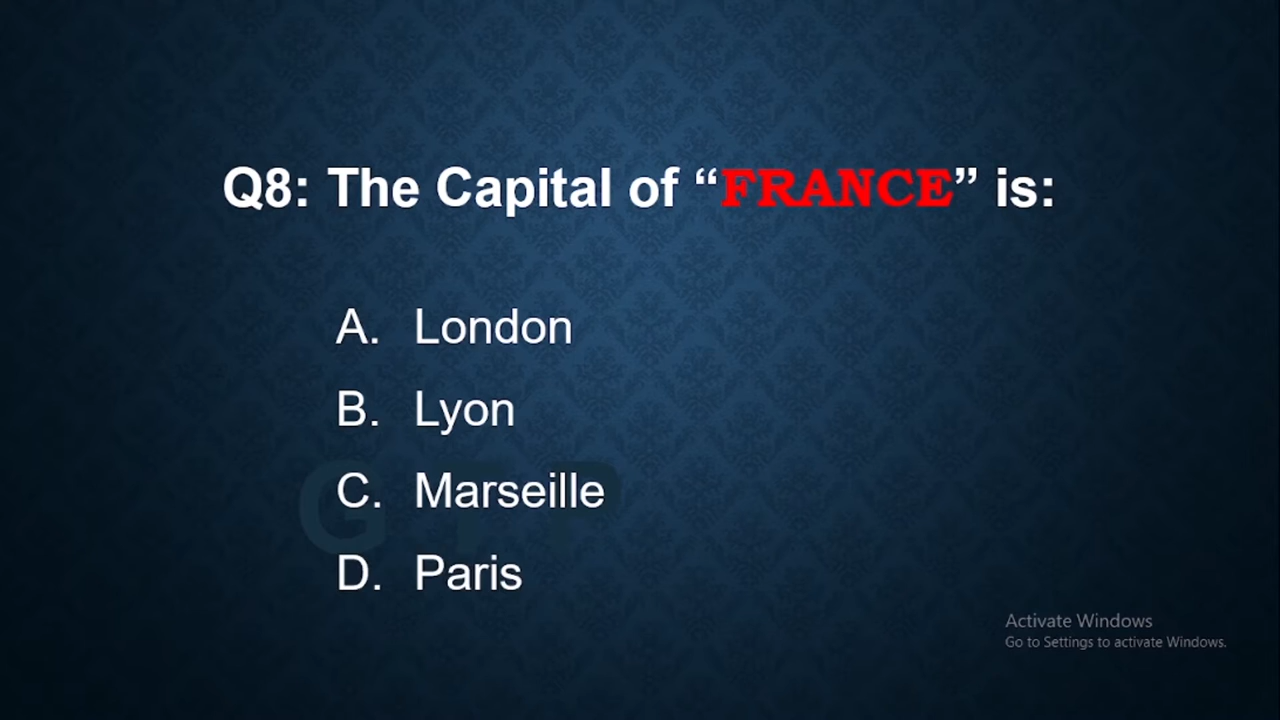 Q8: The Capital of “FRANCE” is:
A. London
B. Lyon
C. Marseille
D. Paris
Activate Windows
Go to Settings to activate Windows.